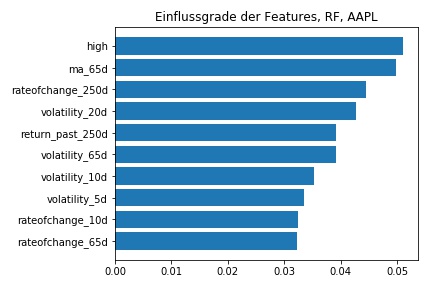 Einflussgrade der Features, RF, AAPL
high
ma_65d
rateofchange_250d
volatility_20d
return_past_250d
volatility_65d
volatility_10d
volatility_5d
rateofchange_10d
rateofchange_65d
0.00 0.01 0.02 0.03 0.04 0.05